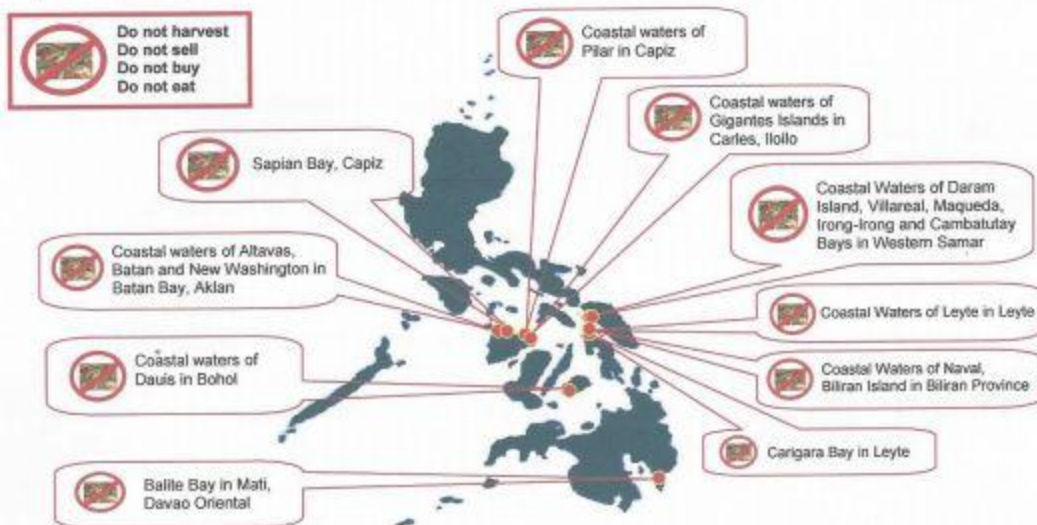 Do not harvest
Do not sell
Do not buy
Do not eat
Coastal waters of
Pilar in Capiz
Coastal waters of
Gigantes Islands in
Carles, Iloilo
Sapian Bay, Capiz
Coastal Waters of Daram
Island, Villareal, Maqueda,
Irong-Irong and Cambatutay
Bays in Western Samar
Coastal waters of Altavas,
Batan and New Washington in
Batan Bay, Aklan
Coastal Waters of Leyte in Leyte
Coastal waters of
Dauis in Bohol
Coastal Waters of Naval,
Biliran Island in Biliran Province
Carigara Bay in Leyte
Balite Bay in Mati,
Davao Oriental